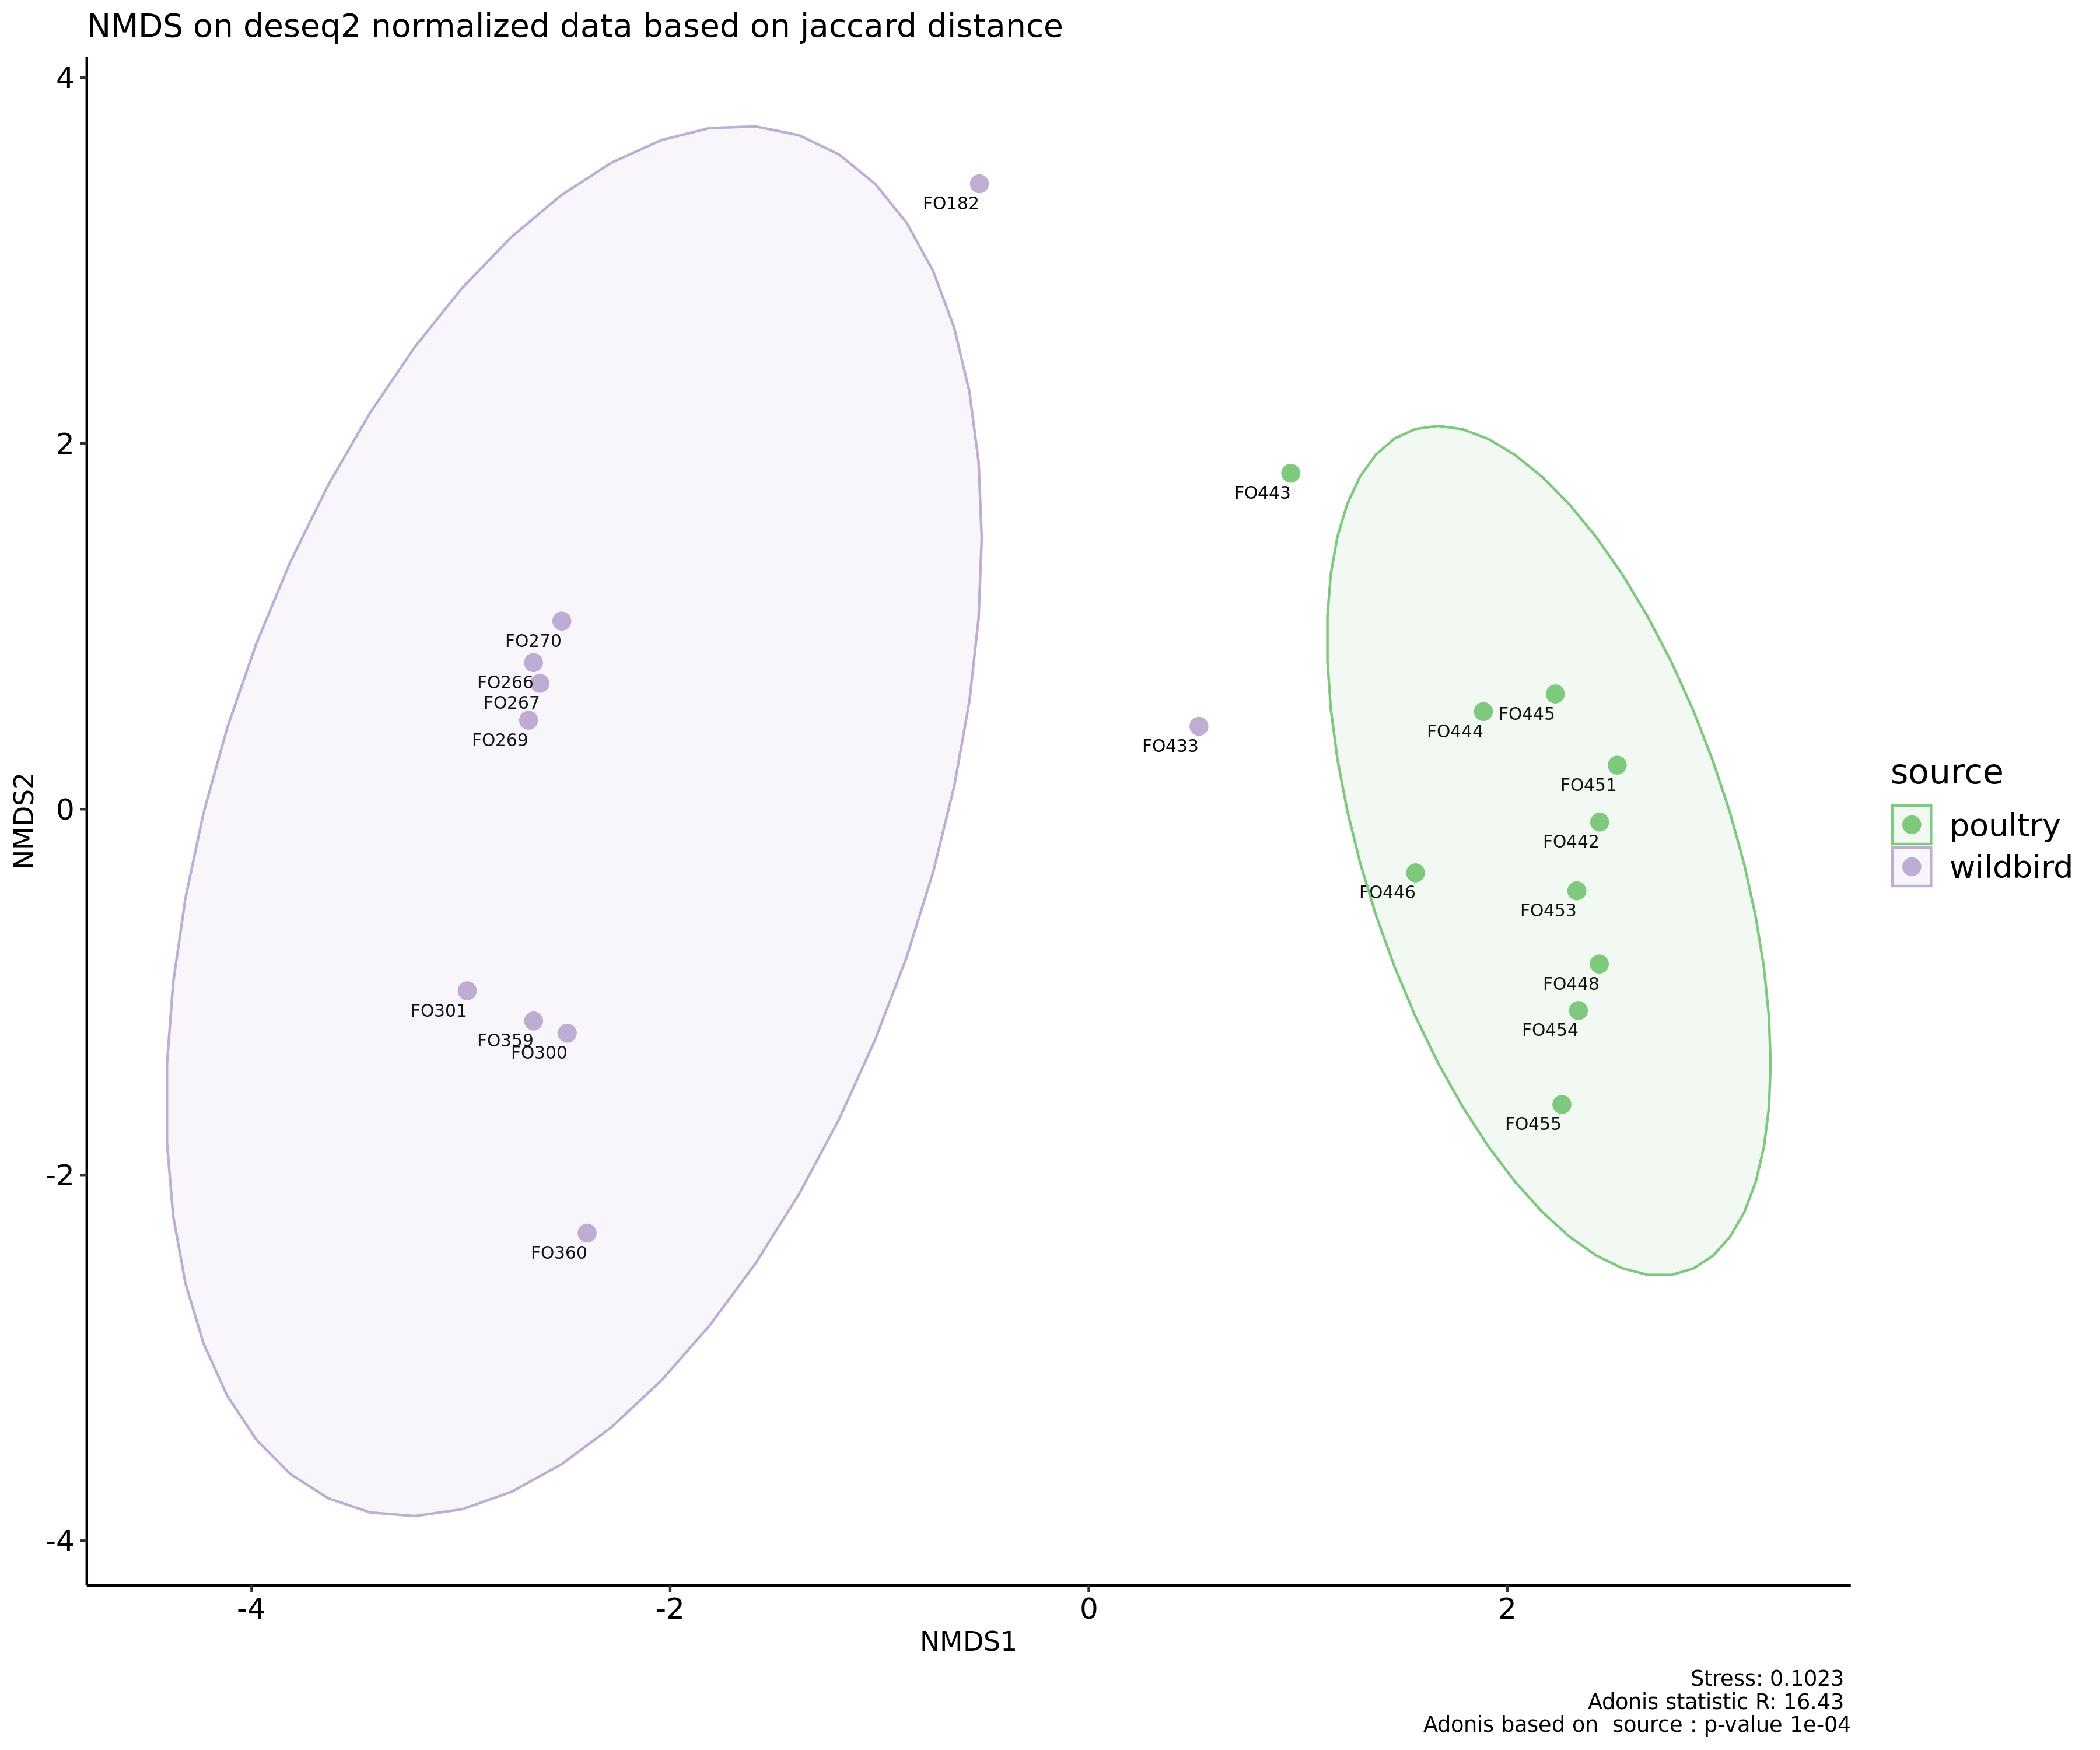 NMDS on deseq2 normalized data based on jaccard distance
4
FO182
2
FO443
FO270
FO266
FO267
FO445
FO444
FO269
FO433
source
FO451
NMDS2
0
poultry
FO442
wildbird
FO446
FO453
FO448
FO301
FO454
FO359
FO300
FO455
-2
FO360
-4
-4 -2 0 2
NMDS1
Stress: 0.1023
Adonis statistic R: 16.43
Adonis based on  source : p-value 1e-04